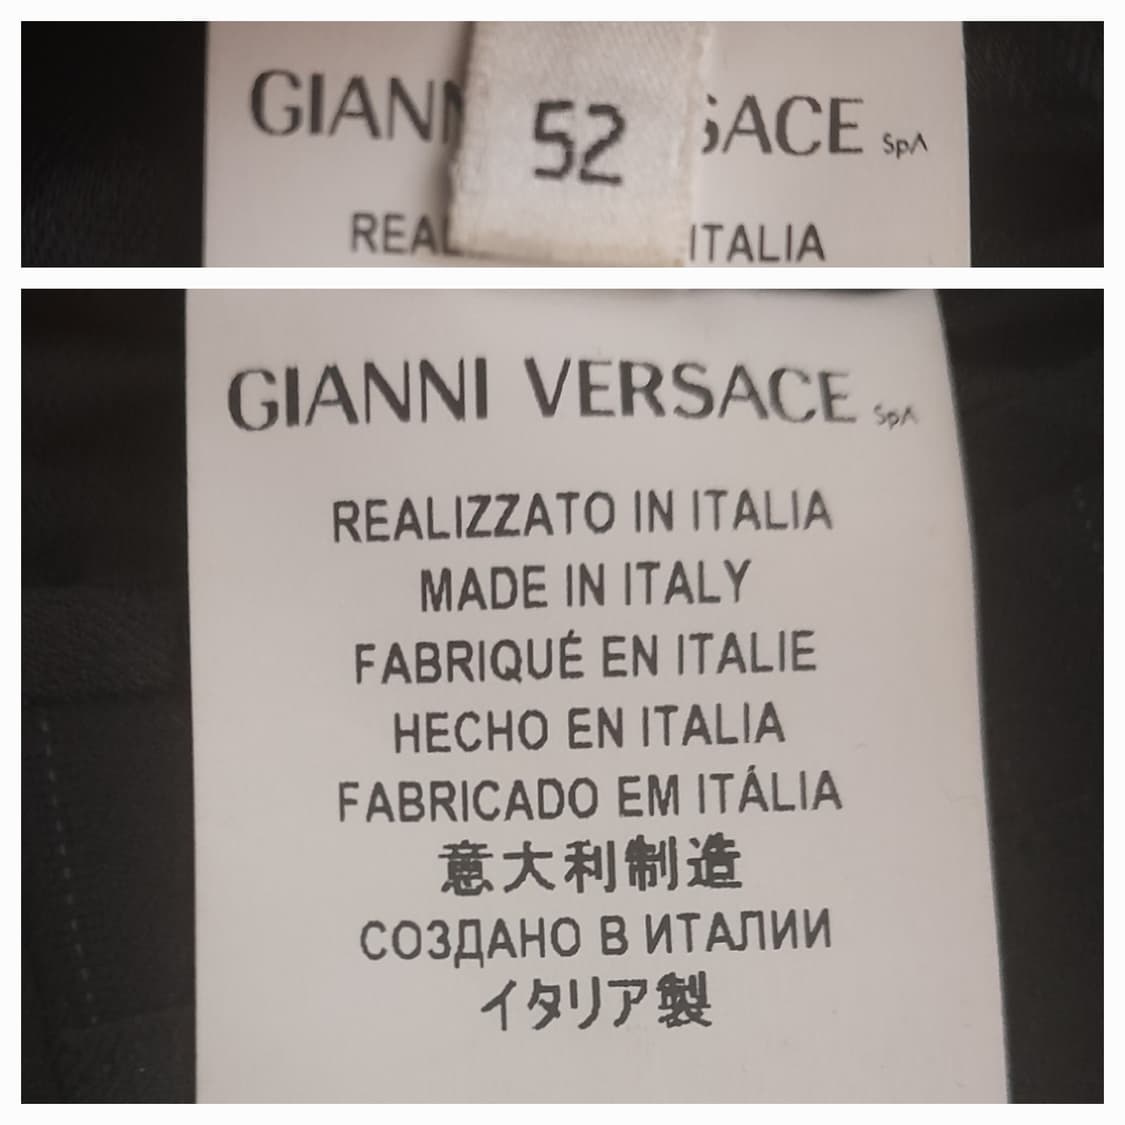 GIANN
52
SACE SpA
REAL
ITALIA
GIANNI VERSACE SpA
REALIZZATO IN ITALIA
MADE IN ITALY
FABRIQUÉ EN ITALIE
HECHO EN ITALIA
FABRICADO EM ITÁLIA
意大利制造
СОЗДАНО В ИТАЛИИ
イタリア製